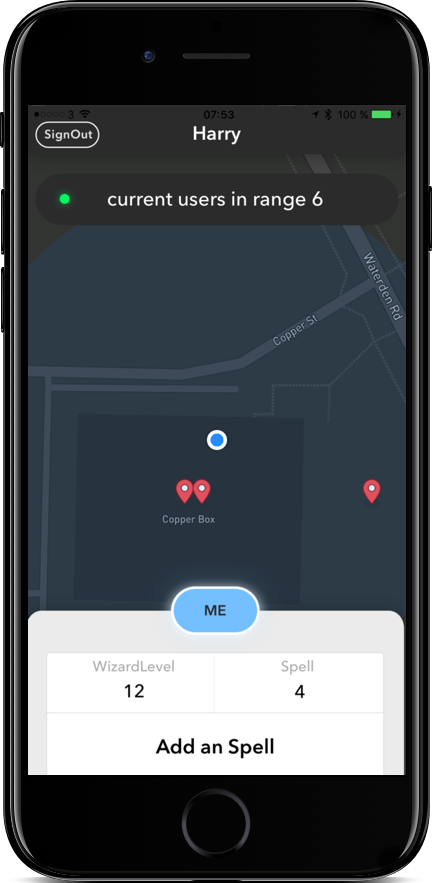 3 07:53 100 %
SignOut Harry
current users in range 6
Waterden Rd
Copper St
Copper Box
ME
WizardLevel Spell
12 4
Add an Spell